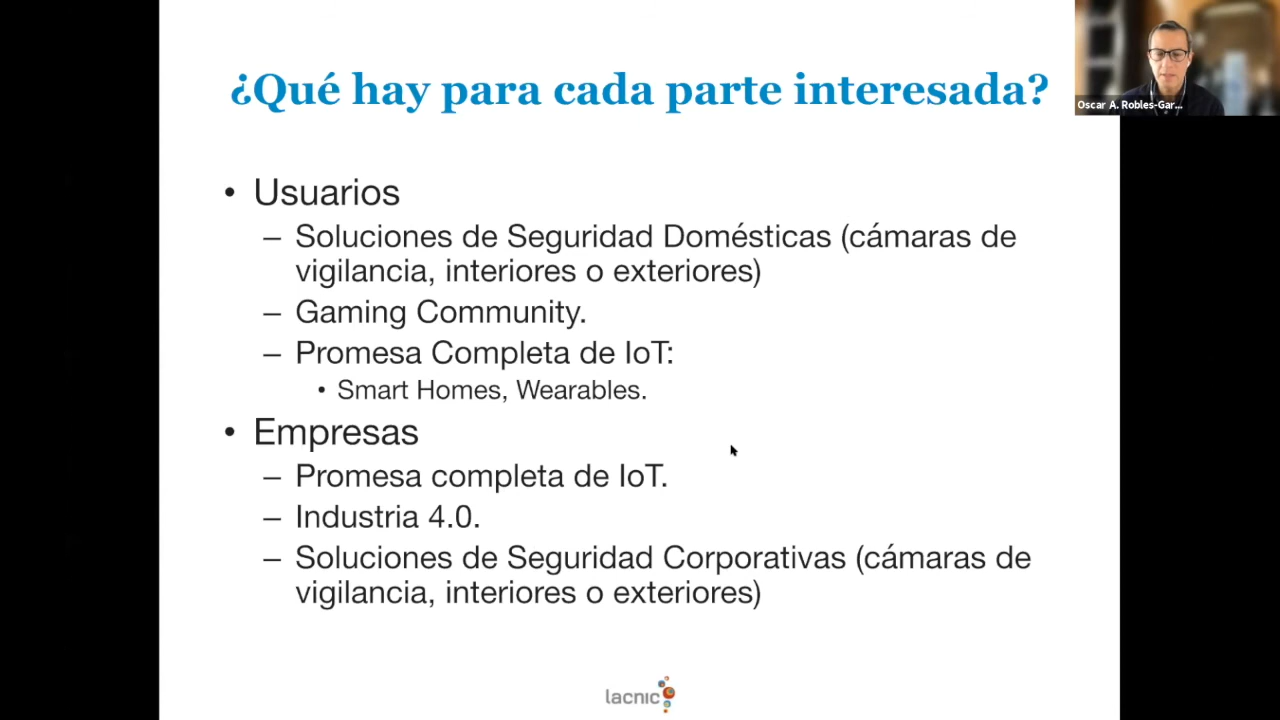 ¿Qué hay para cada parte interesada?
Oscar A. Robles-Gar...
• Usuarios
– Soluciones de Seguridad Domésticas (cámaras de
vigilancia, interiores o exteriores)
– Gaming Community.
– Promesa Completa de IoT:
• Smart Homes, Wearables.
• Empresas
– Promesa completa de IoT.
– Industria 4.0.
– Soluciones de Seguridad Corporativas (cámaras de
vigilancia, interiores o exteriores)
lacnic